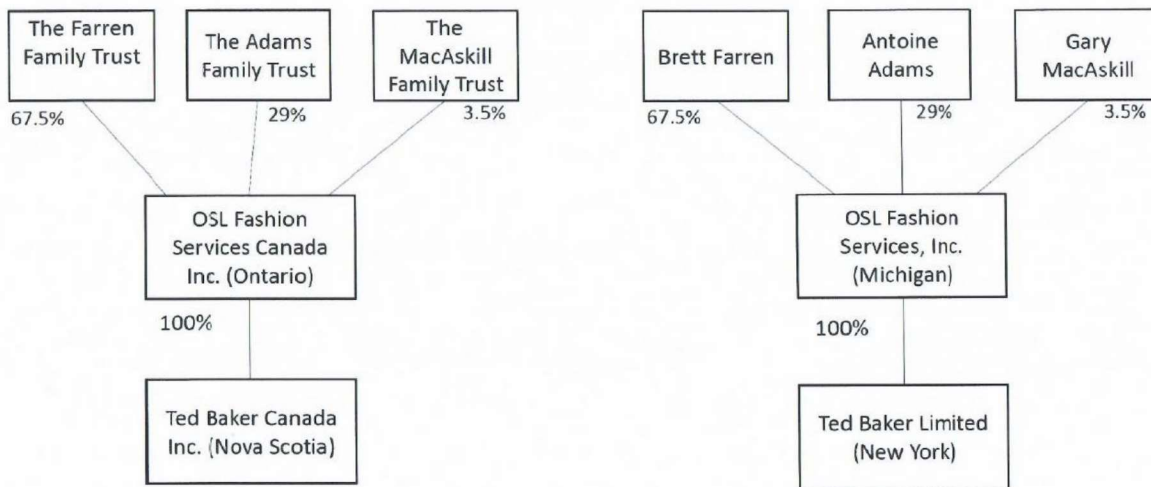 The Farren
Family Trust
The Adams
Family Trust
The
MacAskill
Family Trust
67.5%
29%
3.5%
OSL Fashion
Services Canada
Inc. (Ontario)
100%
Ted Baker Canada
Inc. (Nova Scotia)
Brett Farren
Antoine
Adams
Gary
MacAskill
67.5%
29%
3.5%
OSL Fashion
Services, Inc.
(Michigan)
100%
Ted Baker Limited
(New York)